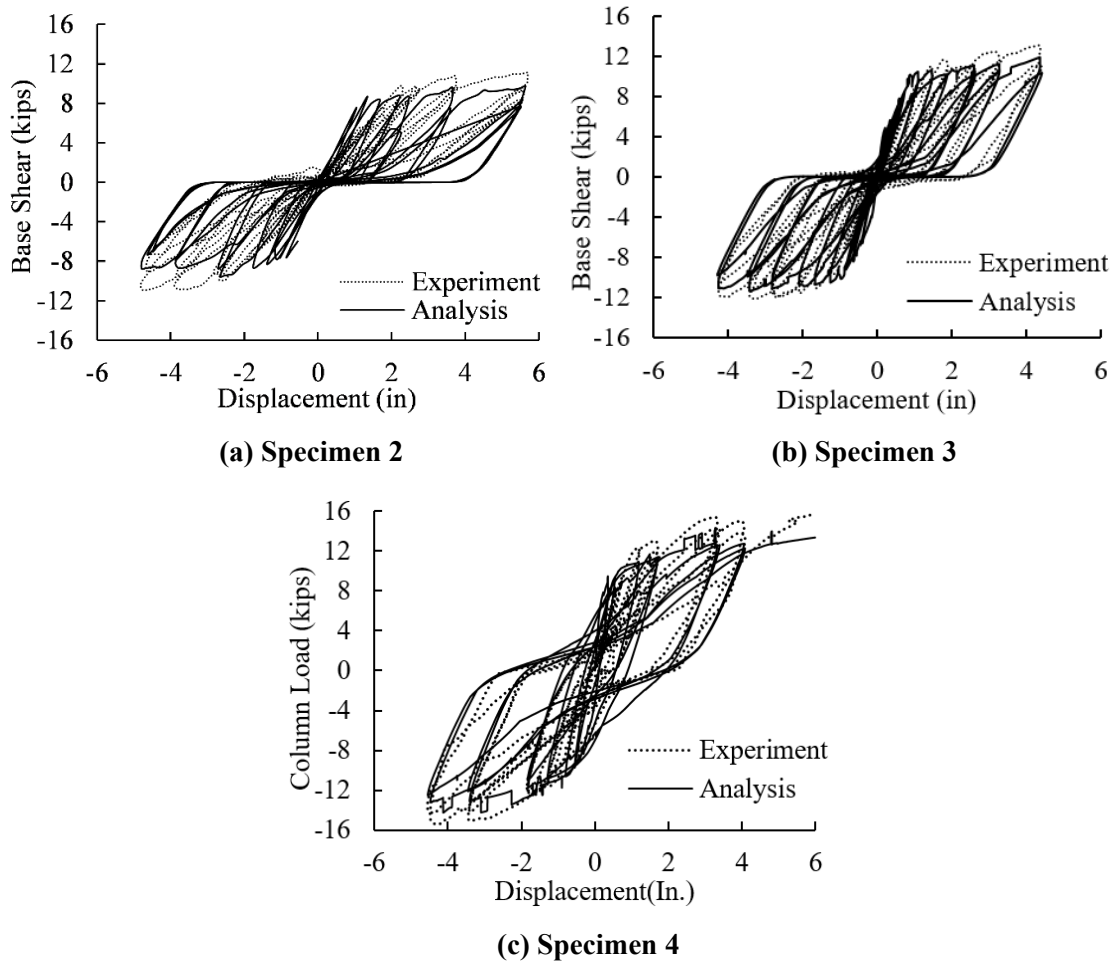 16
12
8
4
0
-4
-8
-12
-16
Base Shear (kips)
Experiment
Analysis
-6 -4 -2 0 2 4 6
Displacement (in)
(a) Specimen 2
16
12
8
4
0
-4
-8
-12
-16
Base Shear (kips)
Experiment
Analysis
-6 -4 -2 0 2 4 6
Displacement (in)
(b) Specimen 3
16
12
8
4
0
-4
-8
-12
-16
Column Load (kips)
Experiment
Analysis
-6 -4 -2 0 2 4 6
Displacement(In.)
(c) Specimen 4